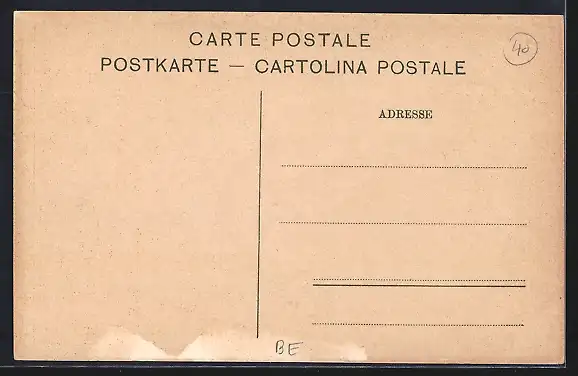 CARTE POSTALE
40
POSTKARTE — CARTOLINA POSTALE
ADRESSE
BE